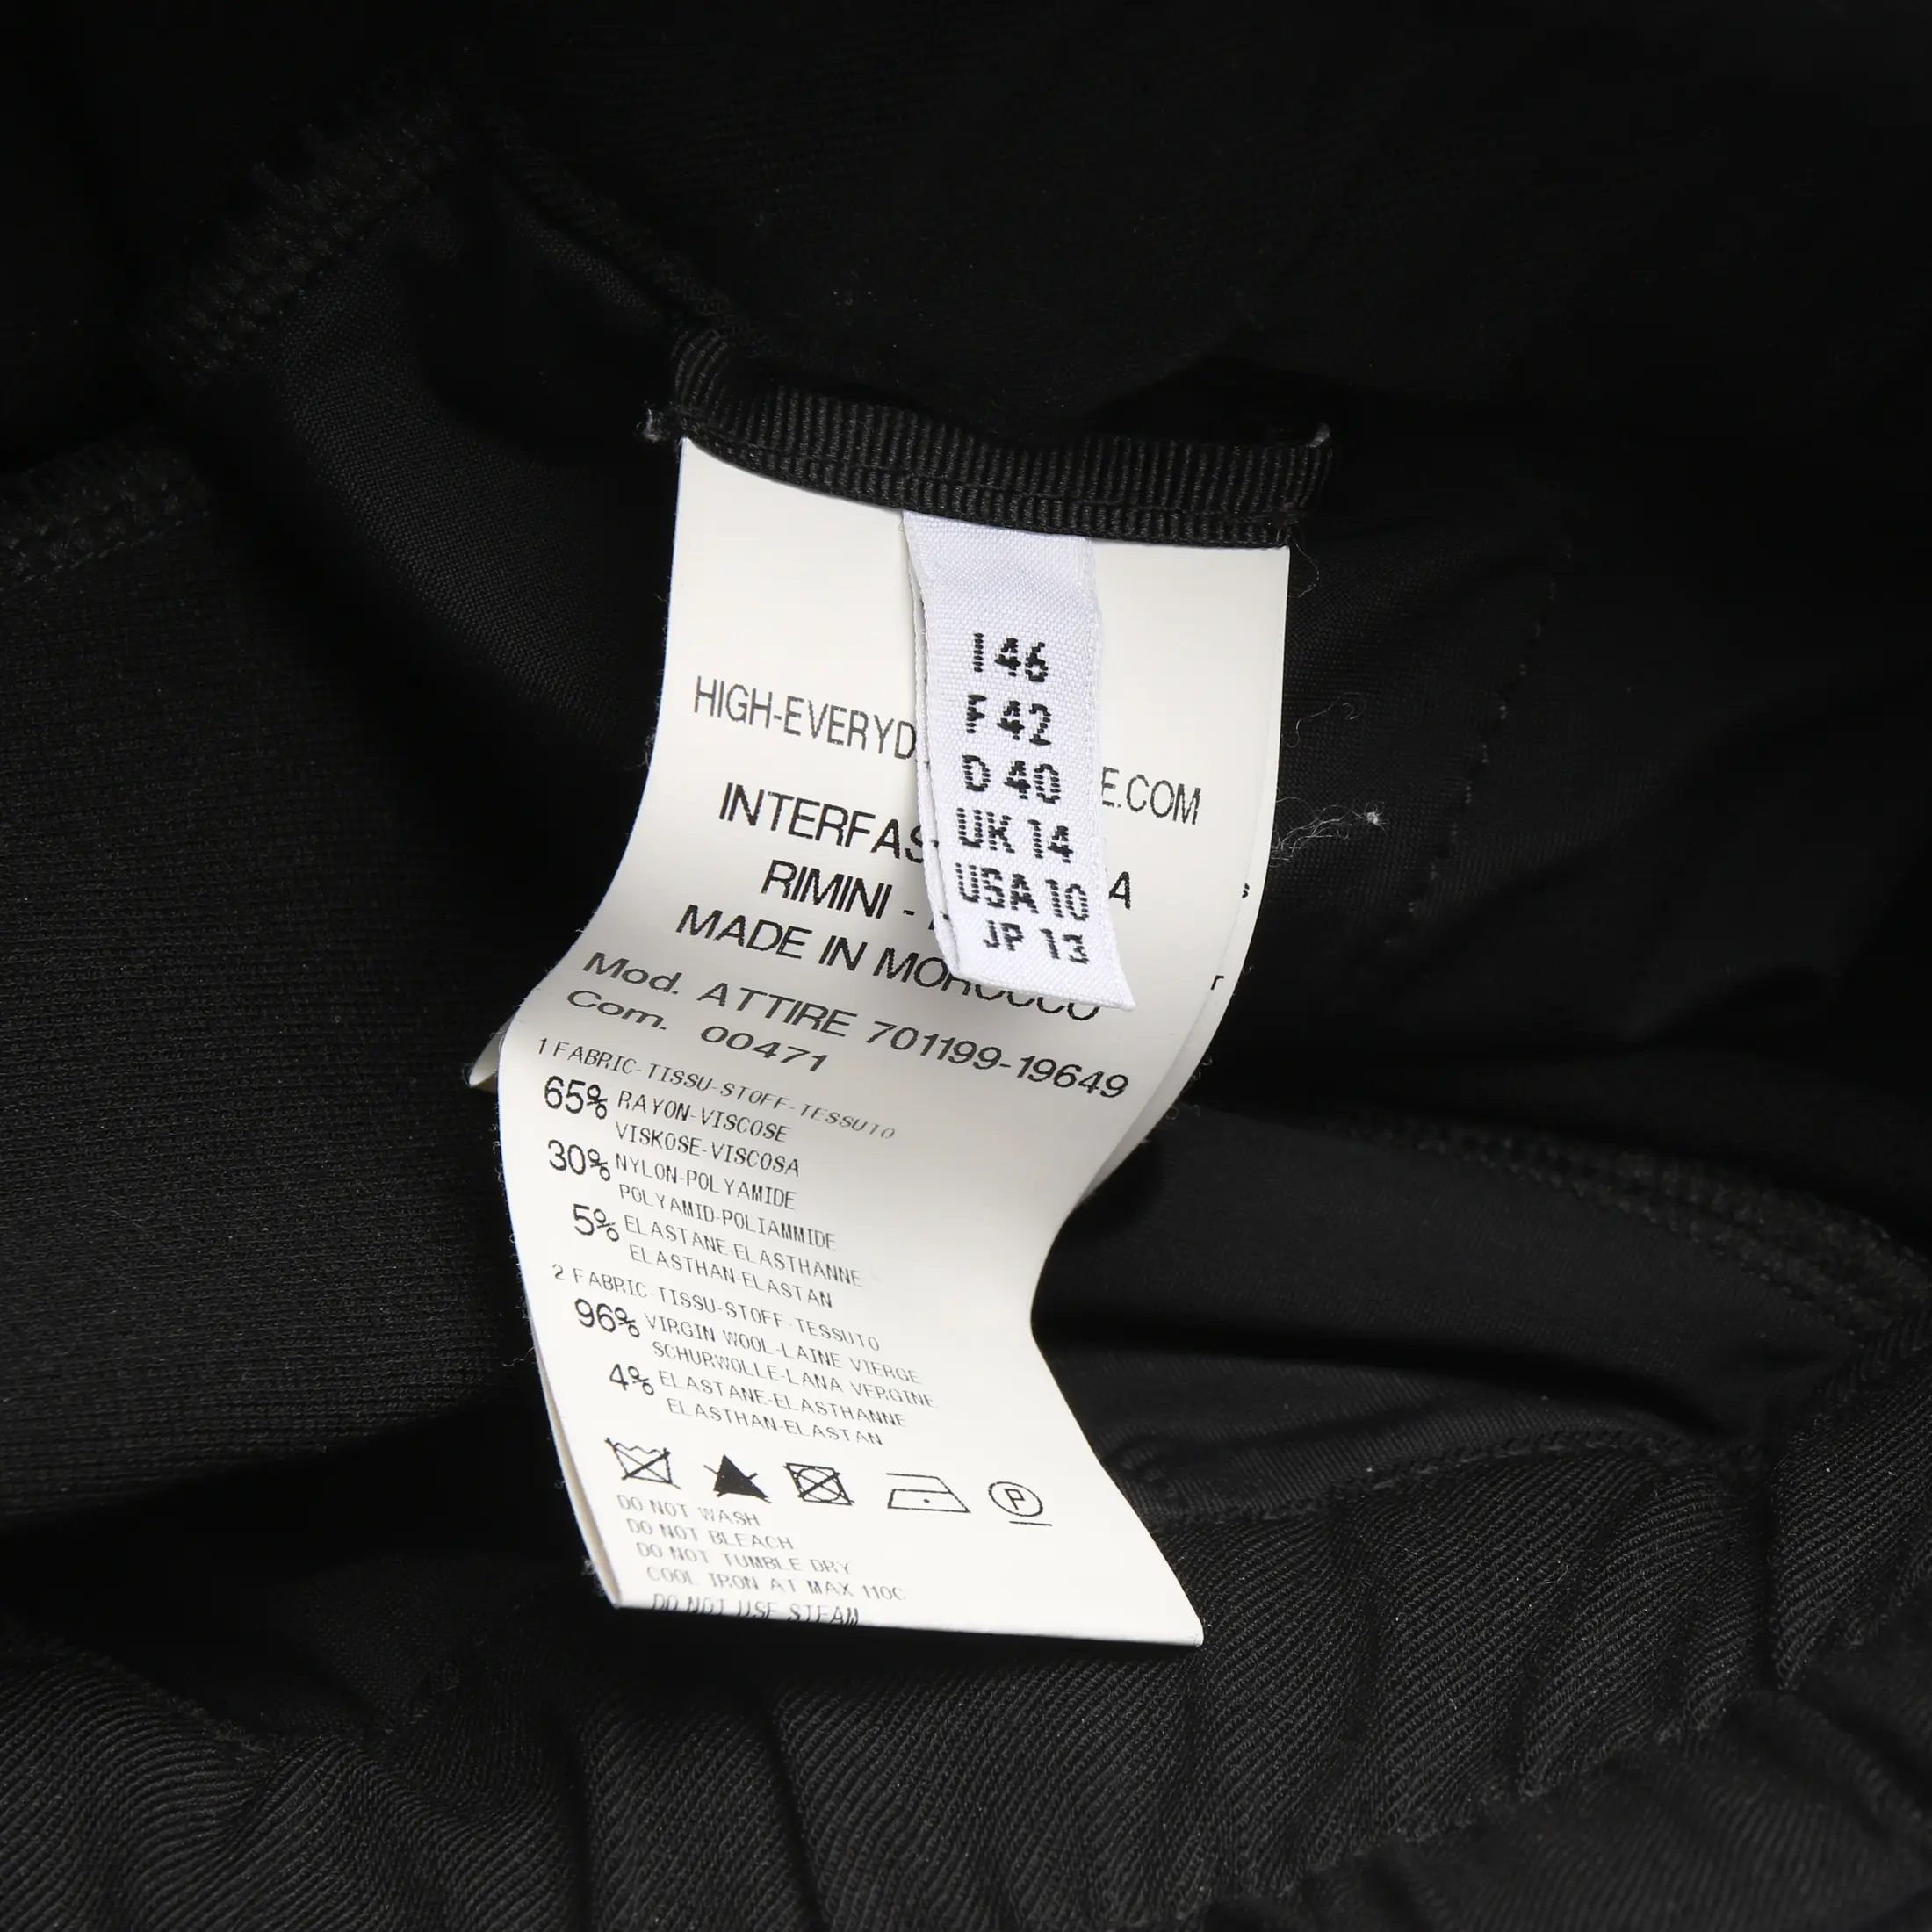 I 46
F 42
D 40
UK 14
USA 10
JP 13
HIGH-EVERYD E.COM
INTERFAS A
RIMINI -
MADE IN MOROCCO
Mod. ATTIRE 701199-19649
Com. 00471
1 FABRIC-TISSU-STOFF-TESSUTO
65% RAYON-VISCOSE
VISKOSE-VISCOSA
30% NYLON-POLYAMIDE
POLYAMID-POLIAMMIDE
5% ELASTANE-ELASTHANNE
ELASTHAN-ELASTAN
2 FABRIC-TISSU-STOFF-TESSUTO
96% VIRGIN WOOL-LAINE VIERGE
SCHURWOLLE-LANA VERGINE
4% ELASTANE-ELASTHANNE
ELASTHAN-ELASTAN
P
DO NOT WASH
DO NOT BLEACH
DO NOT TUMBLE DRY
COOL IRON AT MAX 110C
DO NOT USE STEAM